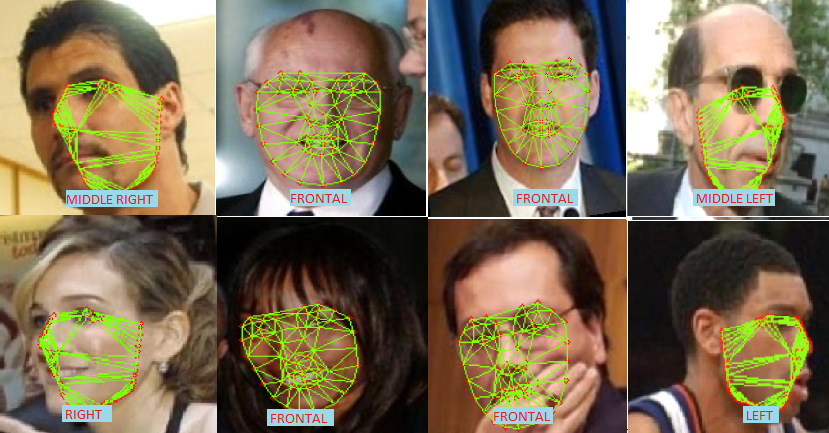 MIDDLE RIGHT
FRONTAL
FRONTAL
MIDDLE LEFT
RIGHT
FRONTAL
FRONTAL
LEFT